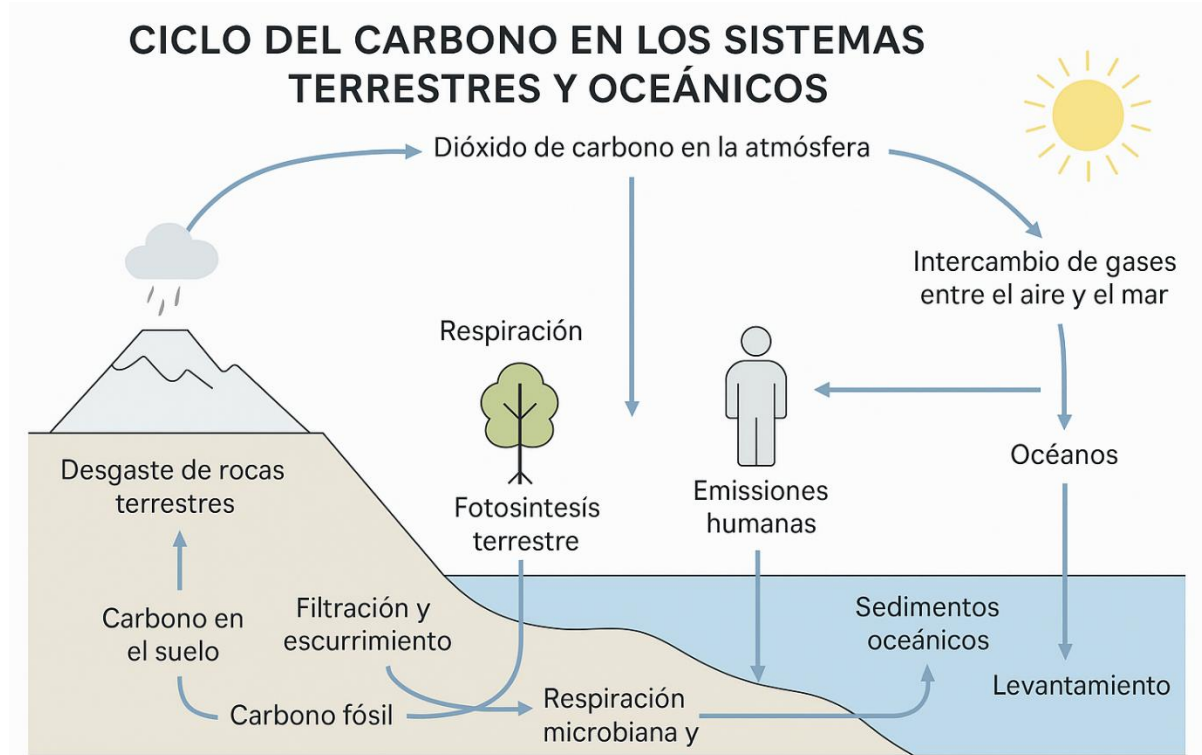 CICLO DEL CARBONO EN LOS SISTEMAS
TERRESTRES Y OCEÁNICOS
Dióxido de carbono en la atmósfera
Intercambio de gases
entre el aire y el mar
Respiración
Desgaste de rocas
terrestres
Fotosintesís
terrestre
Emissiones
humanas
Océanos
Carbono en
el suelo
Filtración y
escurrimiento
Sedimentos
oceánicos
Levantamiento
Carbono fósil
Respiración
microbiana y